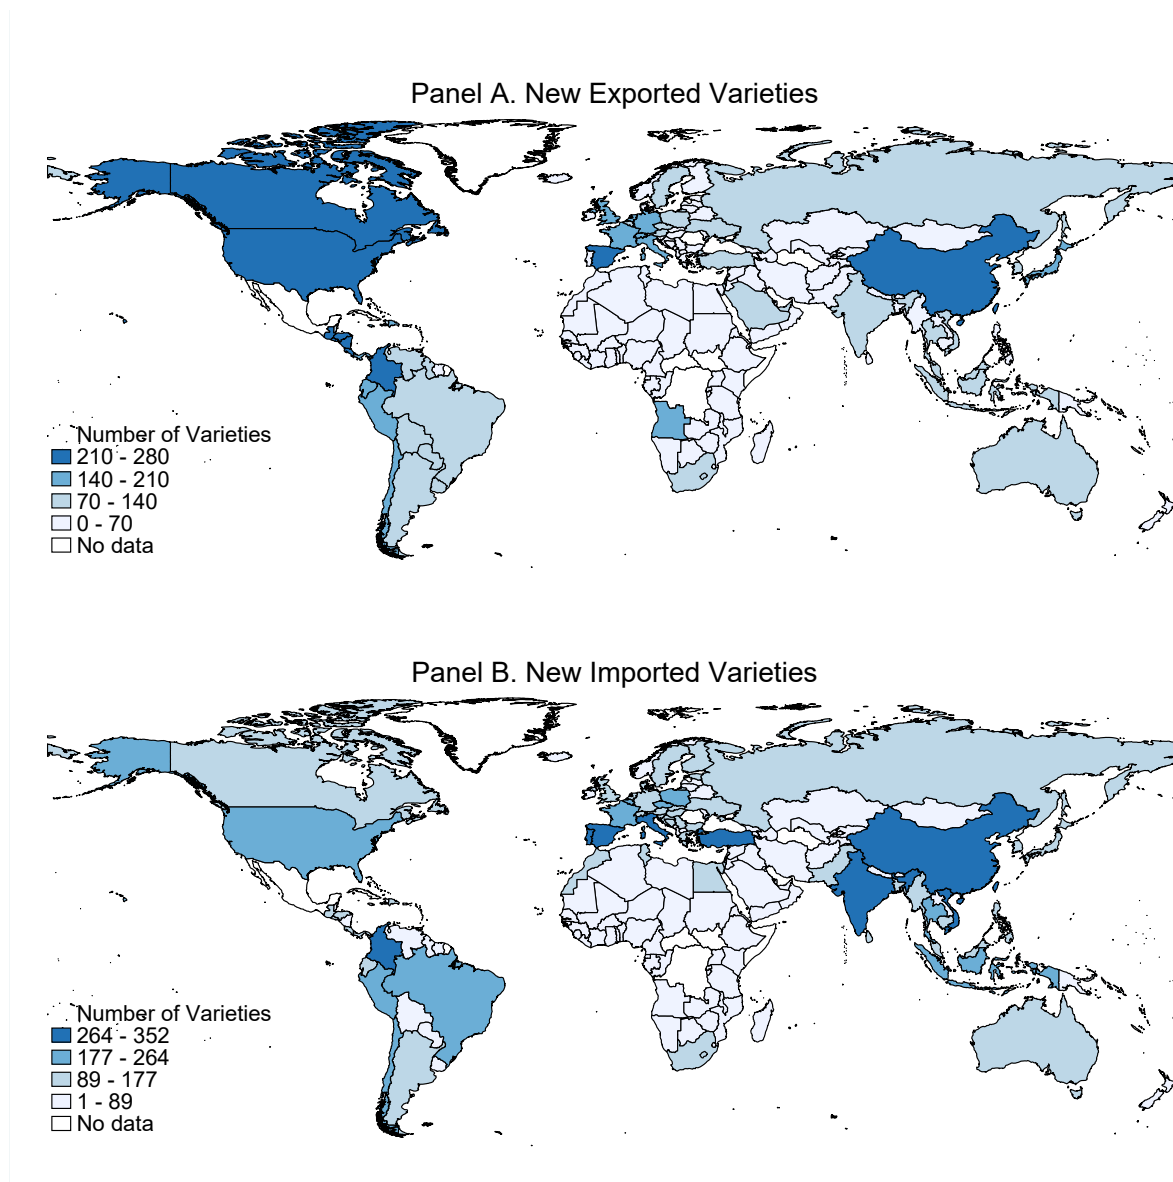 Panel A. New Exported Varieties
Number of Varieties
210 - 280
140 - 210
70 - 140
0 - 70
No data
Panel B. New Imported Varieties
Number of Varieties
264 - 352
177 - 264
89 - 177
1 - 89
No data